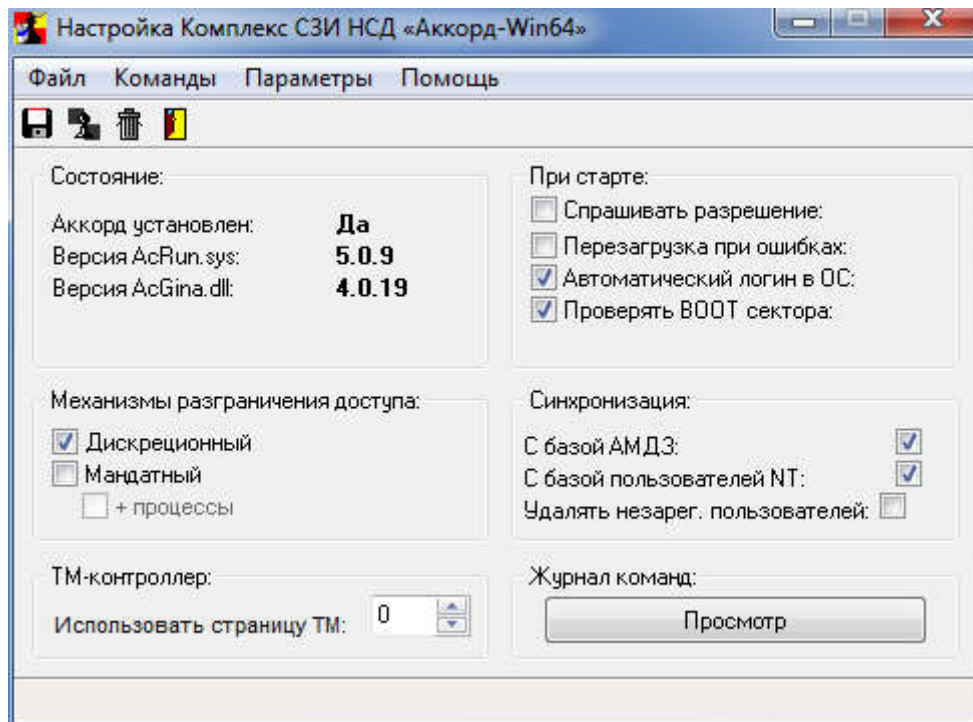 Настройка Комплекс СЗИ НСД «Аккорд-Win64»
Файл Команды Параметры Помощь
Состояние:
Аккорд установлен: Да
Версия AcRun.sys: 5.0.9
Версия AcGina.dll: 4.0.19
При старте:
Спрашивать разрешение:
Перезагрузка при ошибках:
Автоматический логин в ОС:
Проверять BOOT сектора:
Механизмы разграничения доступа:
Дискреционный
Мандатный
+ процессы
Синхронизация:
С базой АМДЗ:
С базой пользователей NT:
Удалять незарег. пользователей:
ТМ-контроллер:
Использовать страницу ТМ: 0
Журнал команд:
Просмотр